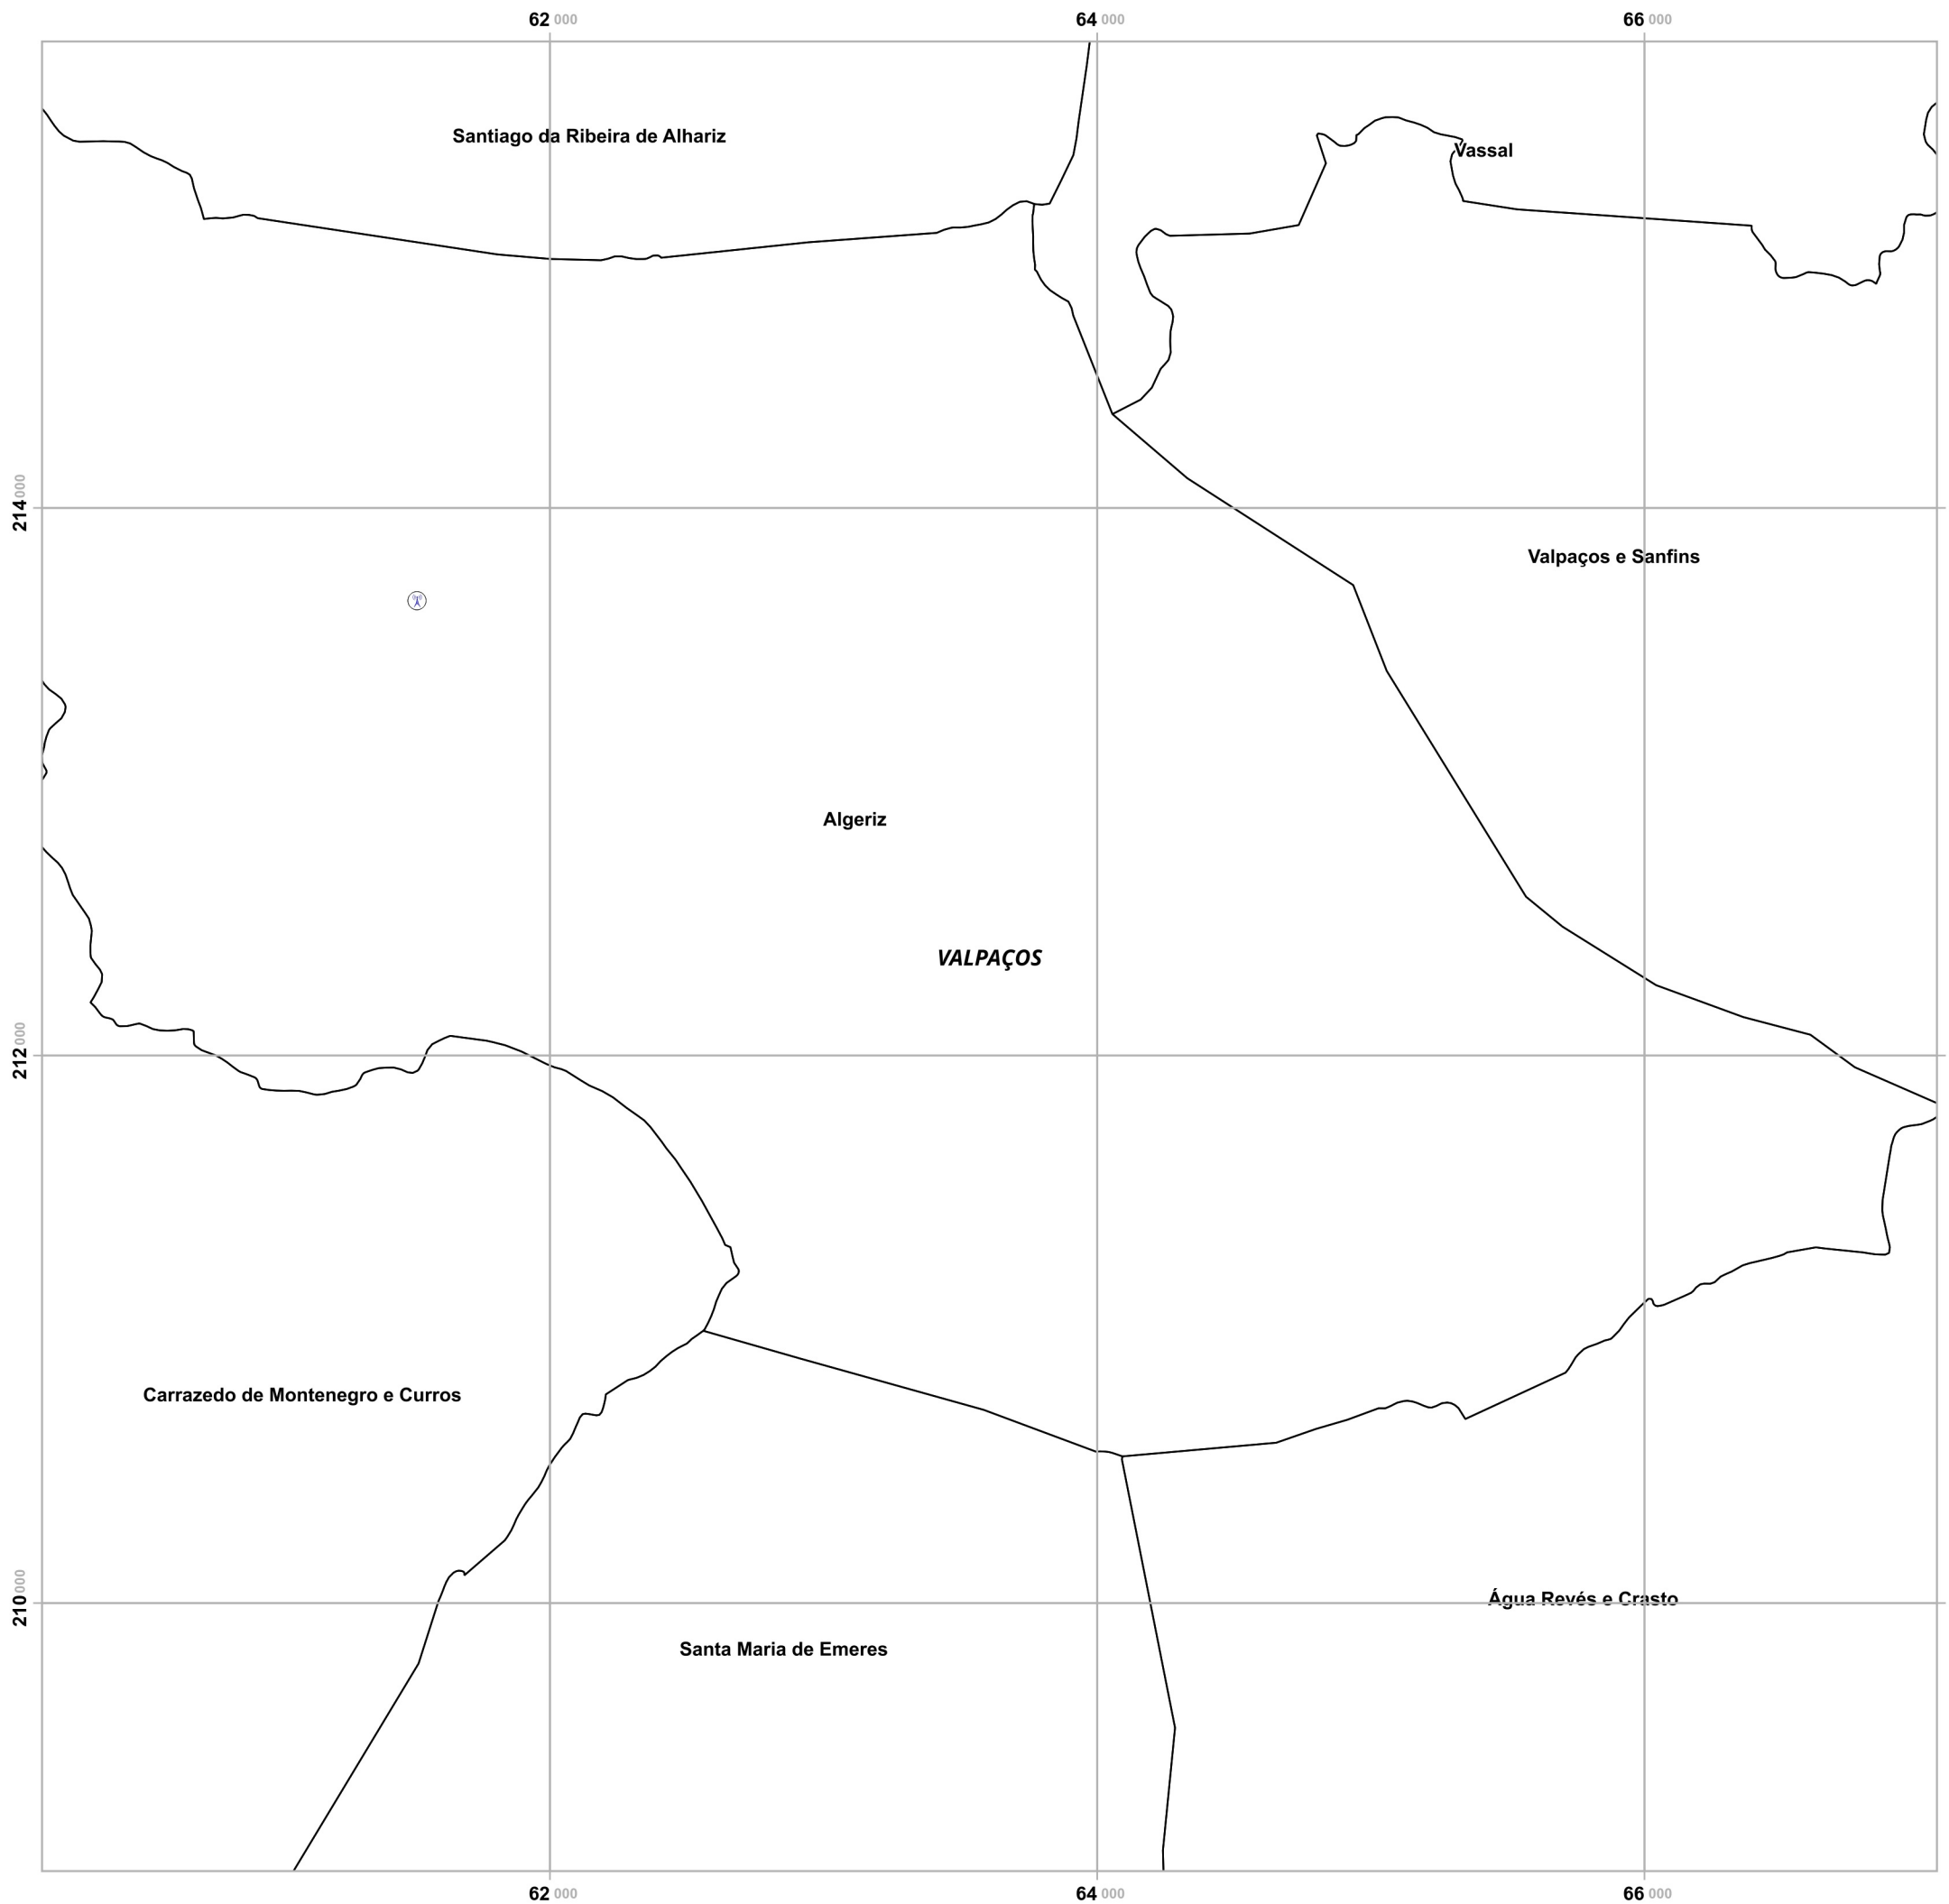 62 000 64 000 66 000
Santiago da Ribeira de Alhariz
Vassal
214 000
Valpaços e Sanfins
Algeriz
VALPAÇOS
212 000
Carrazedo de Montenegro e Curros
210 000
Água Revés e Crasto
Santa Maria de Emeres
62 000 64 000 66 000